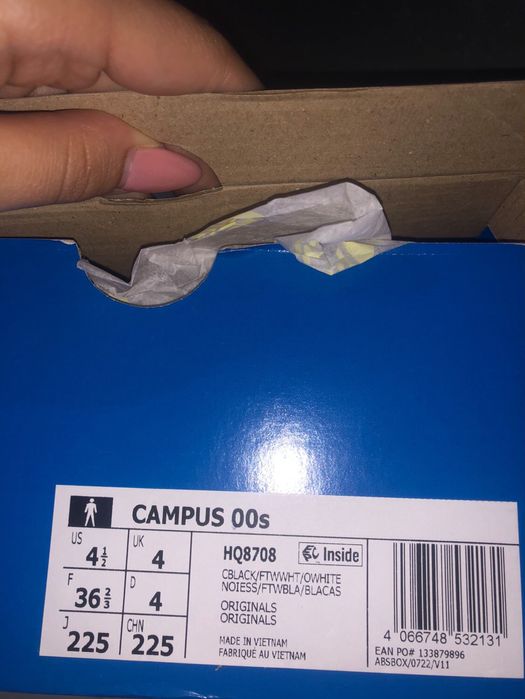 CAMPUS 00s
US 4½ UK 4
F 36⅔ D 4
J 225 CHN 225
HQ8708 Inside
CBLACK/FTWWHT/OWHITE
NOIESS/FTWBLA/BLACAS
ORIGINALS
ORIGINALS
MADE IN VIETNAM
FABRIQUÉ AU VIETNAM
4 066748 532131
EAN PO# 133879896
ABSBOX/0722/V11